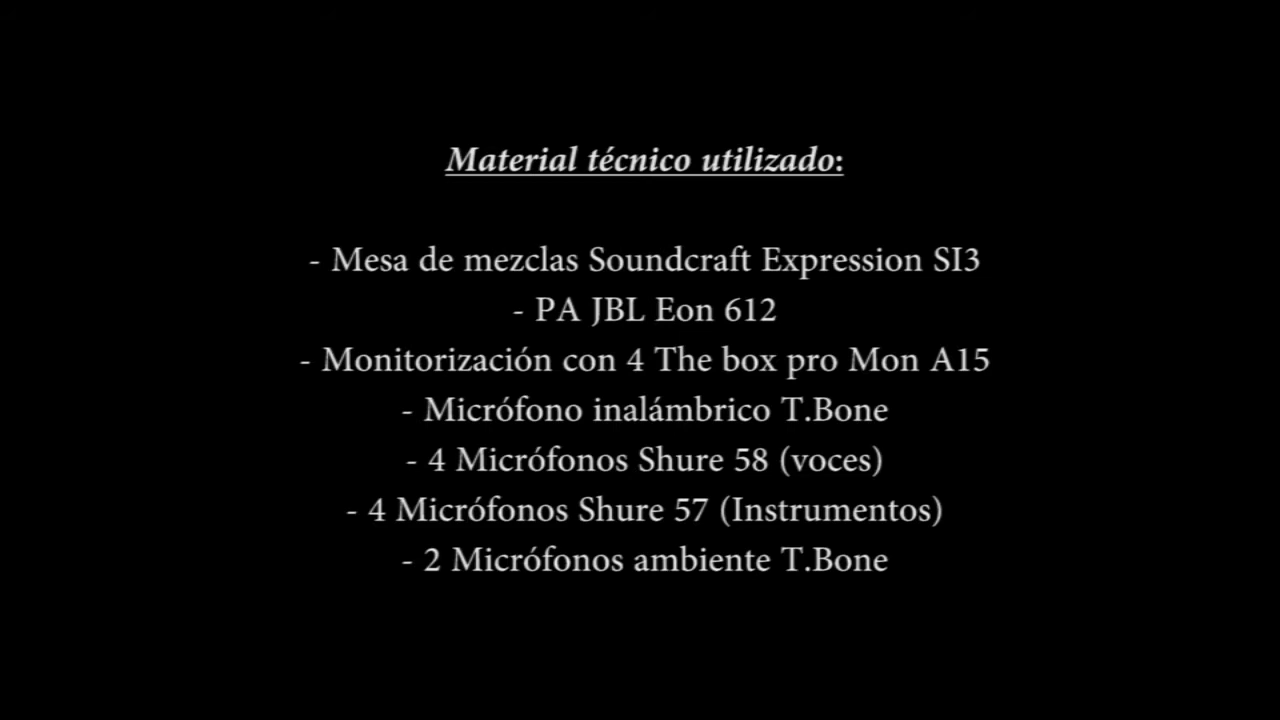 Material técnico utilizado:
- Mesa de mezclas Soundcraft Expression SI3
- PA JBL Eon 612
- Monitorización con 4 The box pro Mon A15
- Micrófono inalámbrico T.Bone
- 4 Micrófonos Shure 58 (voces)
- 4 Micrófonos Shure 57 (Instrumentos)
- 2 Micrófonos ambiente T.Bone